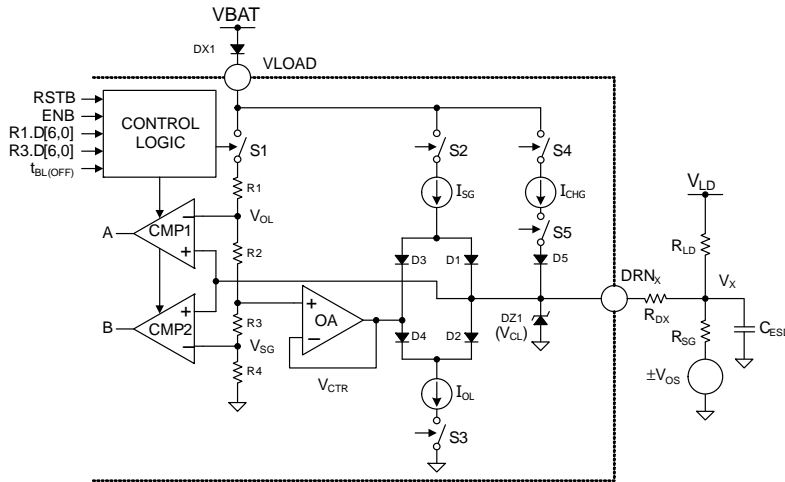 VBAT
DX1
VLOAD
RSTB
ENB
R1.D[6,0]
R3.D[6,0]
tBL(OFF)
CONTROL
LOGIC
S1
S2
S4
R1
ISG
ICHG
VOL
S5
A
CMP1
−
+
R2
D3
D1
D5
VLD
RLD
DRNX
VX
RDX
B
CMP2
+
−
R3
VSG
R4
+
OA
−
VCTR
D4
D2
DZ1
(VCL)
RSG
CESD
IOL
±VOS
S3